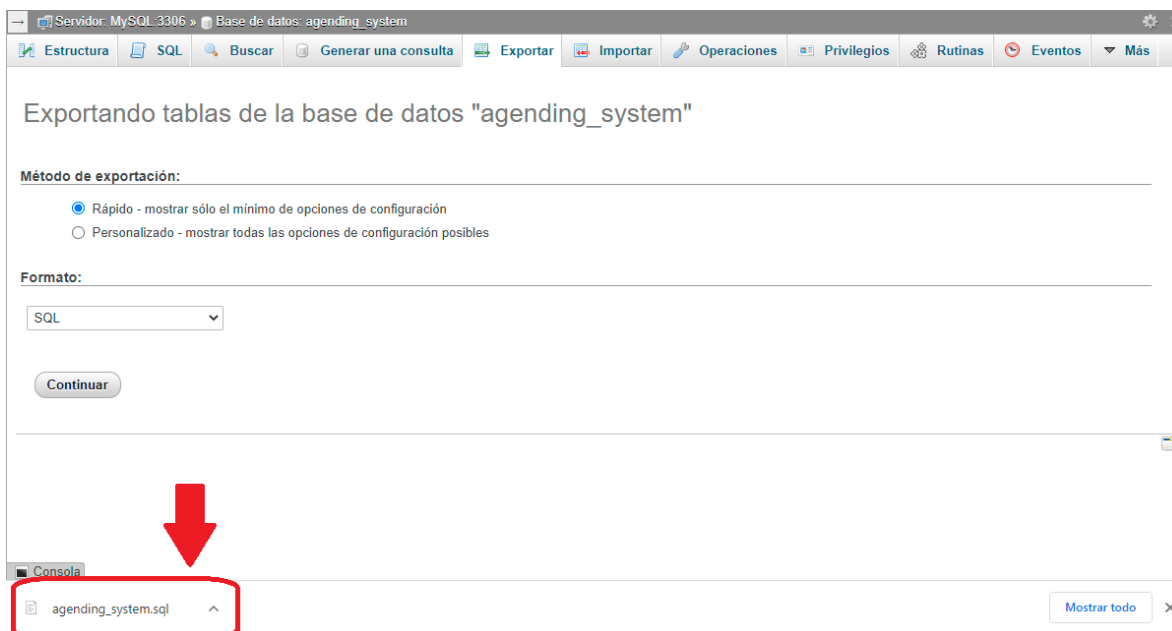 Servidor: MySQL:3306 » Base de datos: agending_system
Estructura SQL Buscar Generar una consulta Exportar Importar Operaciones Privilegios Rutinas Eventos Más
Exportando tablas de la base de datos "agending_system"
Método de exportación:
Rápido - mostrar sólo el mínimo de opciones de configuración
Personalizado - mostrar todas las opciones de configuración posibles
Formato:
SQL
Continuar
Consola
agending_system.sql Mostrar todo